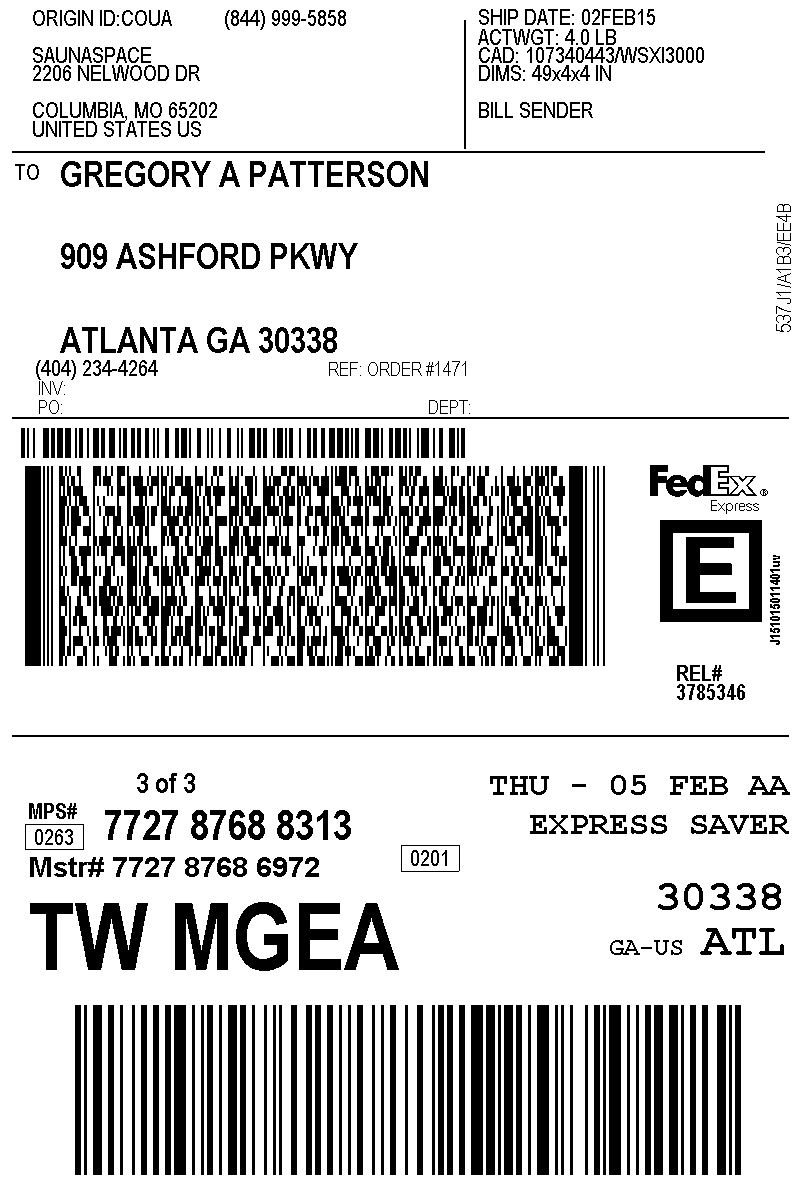 ORIGIN ID:COUA (844) 999-5858
SAUNASPACE
2206 NELWOOD DR
COLUMBIA, MO 65202
UNITED STATES US
SHIP DATE: 02FEB15
ACTWGT: 4.0 LB
CAD: 107340443/WSXI3000
DIMS: 49x4x4 IN
BILL SENDER
TO GREGORY A PATTERSON
909 ASHFORD PKWY
ATLANTA GA 30338
(404) 234-4264 REF: ORDER #1471
INV:
PO: DEPT:
537J1/A1B3/EE4B
FedEx®
Express
E
J151015011401uv
REL#
3785346
3 of 3
MPS# 7727 8768 8313
0263
Mstr# 7727 8768 6972
0201
TW MGEA
THU - 05 FEB AA
EXPRESS SAVER
30338
GA-US ATL